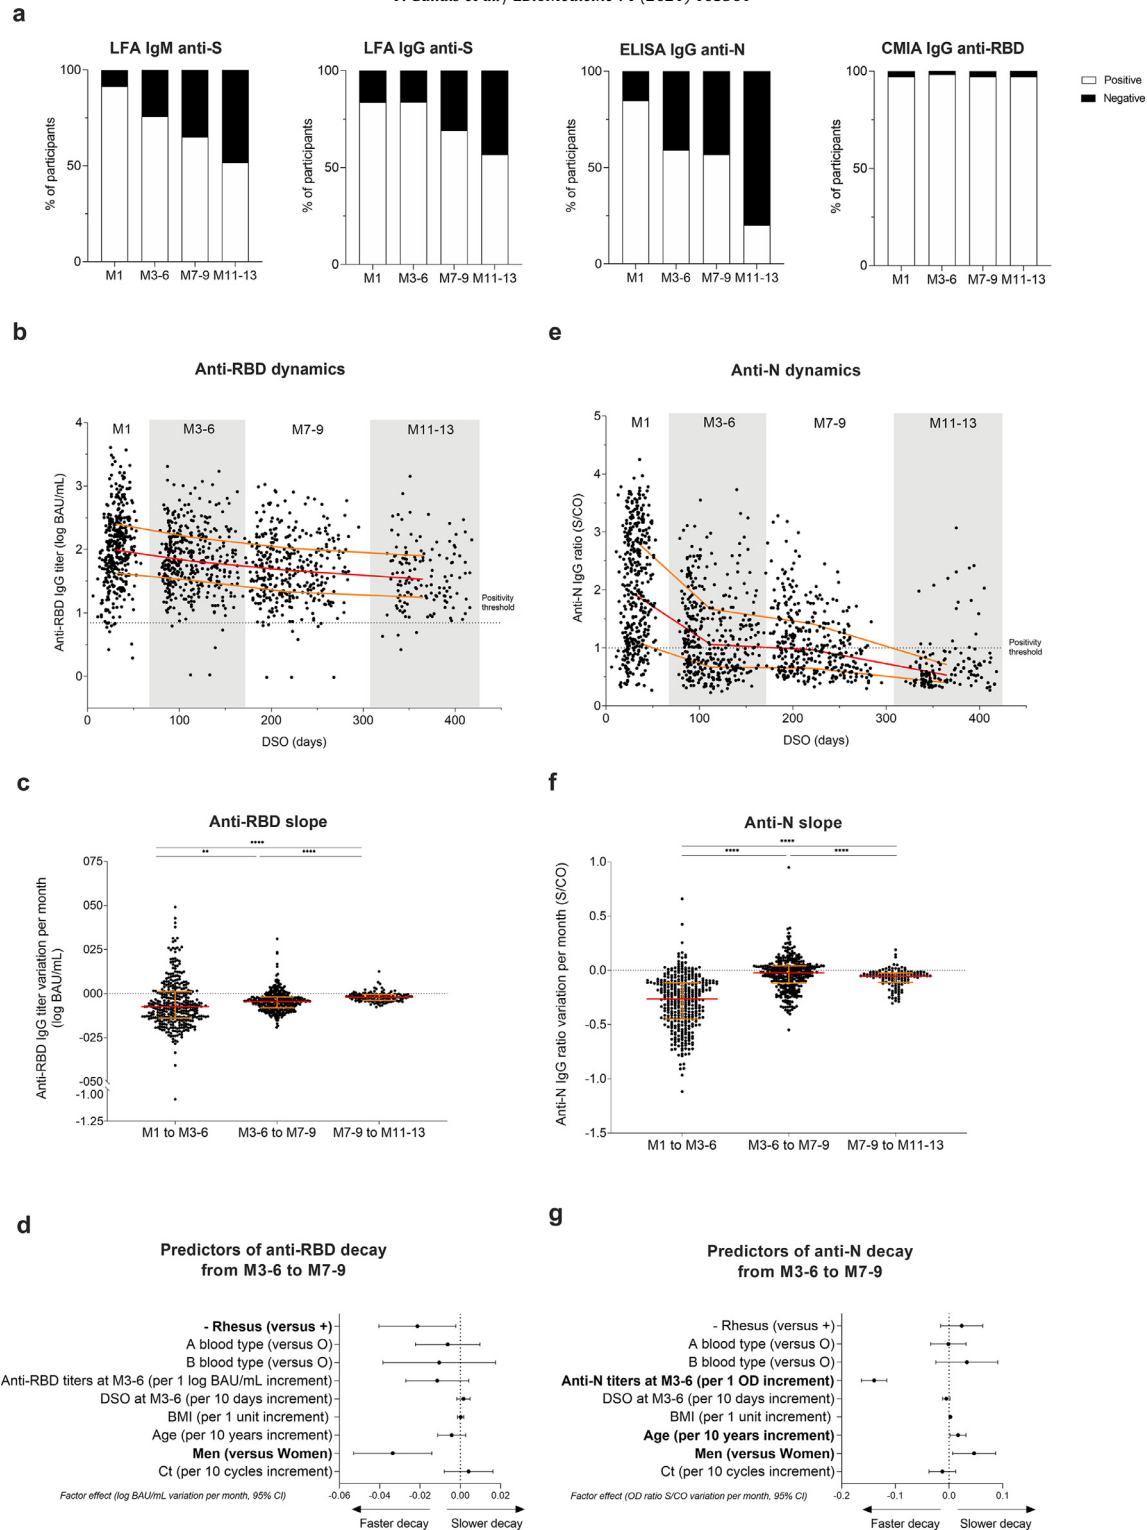 a
LFA IgM anti-S
LFA IgG anti-S
ELISA IgG anti-N
CMIA IgG anti-RBD
% of participants
100
50
0
M1 M3-6 M7-9 M11-13
% of participants
100
50
0
M1 M3-6 M7-9 M11-13
% of participants
100
50
0
M1 M3-6 M7-9 M11-13
% of participants
100
50
0
M1 M3-6 M7-9 M11-13
Positive
Negative
b
Anti-RBD dynamics
Anti-RBD IgG titer (log BAU/mL)
4
3
2
1
0
M1 M3-6 M7-9 M11-13
Positivity
threshold
0 100 200 300 400
DSO (days)
e
Anti-N dynamics
Anti-N IgG ratio (S/CO)
5
4
3
2
1
0
M1 M3-6 M7-9 M11-13
Positivity
threshold
0 100 200 300 400
DSO (days)
c
Anti-RBD slope
**** 
** ****
Anti-RBD IgG titer variation per month
(log BAU/mL)
075
050
025
000
-025
-050
-1.00
-1.25
M1 to M3-6 M3-6 to M7-9 M7-9 to M11-13
f
Anti-N slope
****
**** ****
Anti-N IgG ratio variation per month (S/CO)
1.0
0.5
0.0
-0.5
-1.0
-1.5
M1 to M3-6 M3-6 to M7-9 M7-9 to M11-13
d
Predictors of anti-RBD decay
from M3-6 to M7-9
- Rhesus (versus +)
A blood type (versus O)
B blood type (versus O)
Anti-RBD titers at M3-6 (per 1 log BAU/mL increment)
DSO at M3-6 (per 10 days increment)
BMI (per 1 unit increment)
Age (per 10 years increment)
Men (versus Women)
Ct (per 10 cycles increment)
-0.06 -0.04 -0.02 0.00 0.02
Factor effect (log BAU/mL variation per month, 95% CI)
Faster decay Slower decay
g
Predictors of anti-N decay
from M3-6 to M7-9
- Rhesus (versus +)
A blood type (versus O)
B blood type (versus O)
Anti-N titers at M3-6 (per 1 OD increment)
DSO at M3-6 (per 10 days increment)
BMI (per 1 unit increment)
Age (per 10 years increment)
Men (versus Women)
Ct (per 10 cycles increment)
-0.2 -0.1 0.0 0.1
Factor effect (OD ratio S/CO variation per month, 95% CI)
Faster decay Slower decay